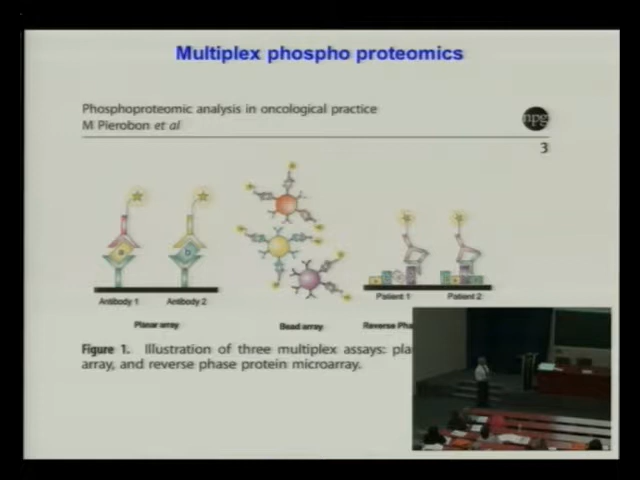 Multiplex phospho proteomics
Phosphoproteomic analysis in oncological practice
M Pierobon et al
npg
3
a
b
Antibody 1
Antibody 2
Patient 1
Patient 2
Planar array
Bead array
Reverse Pha
Figure 1. Illustration of three multiplex assays: pla
array, and reverse phase protein microarray.